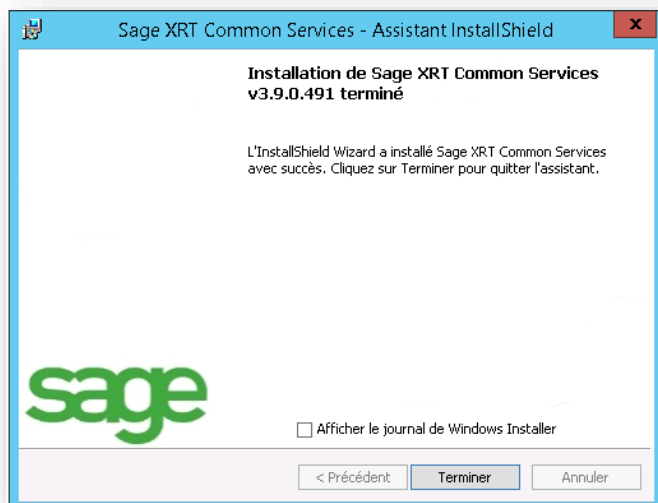 Sage XRT Common Services - Assistant InstallShield
x
Installation de Sage XRT Common Services
v3.9.0.491 terminé
L'InstallShield Wizard a installé Sage XRT Common Services
avec succès. Cliquez sur Terminer pour quitter l'assistant.
sage
Afficher le journal de Windows Installer
< Précédent Terminer Annuler